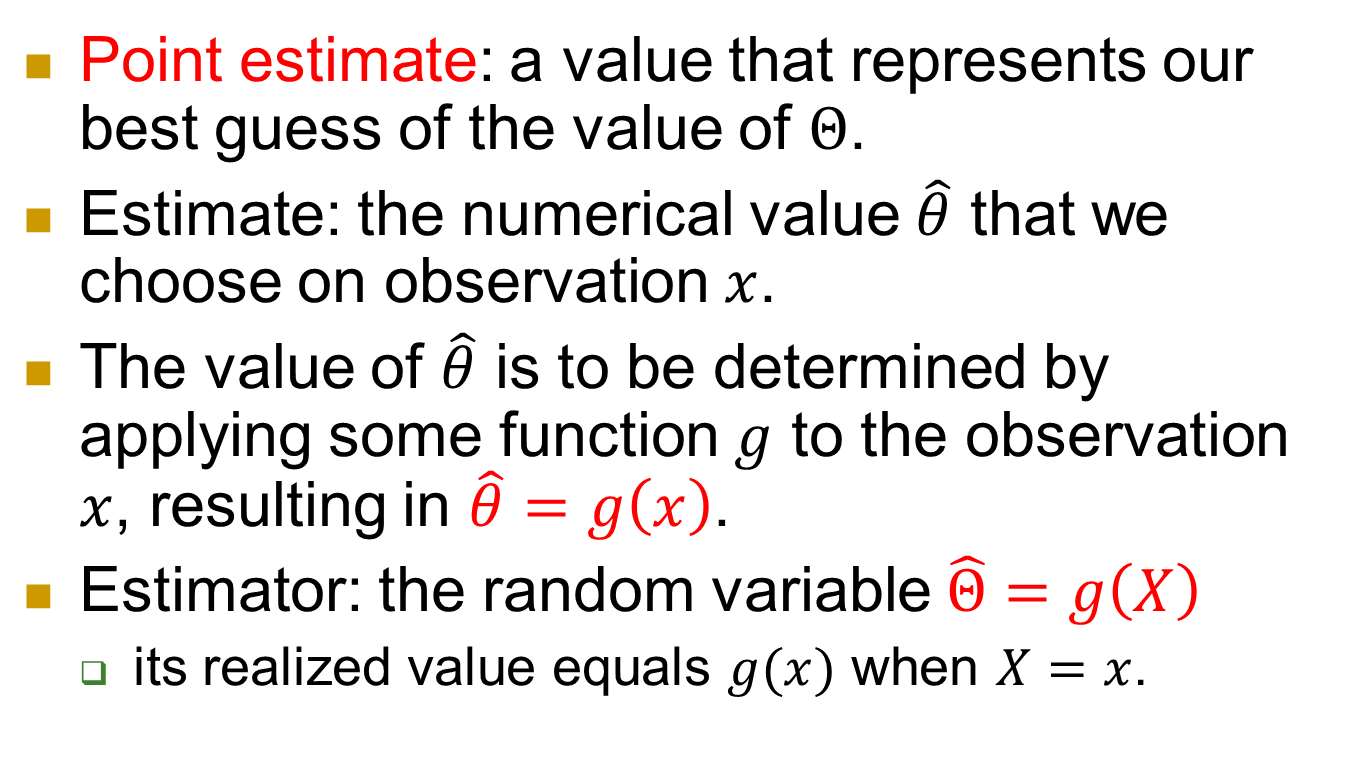 Point estimate: a value that represents our
best guess of the value of Θ.
Estimate: the numerical value θ̂ that we
choose on observation 𝑥.
The value of θ̂ is to be determined by
applying some function 𝑔 to the observation
𝑥, resulting in θ̂ = 𝑔(𝑥).
Estimator: the random variable Θ̂ = 𝑔(𝑋)
its realized value equals 𝑔(𝑥) when 𝑋 = 𝑥.